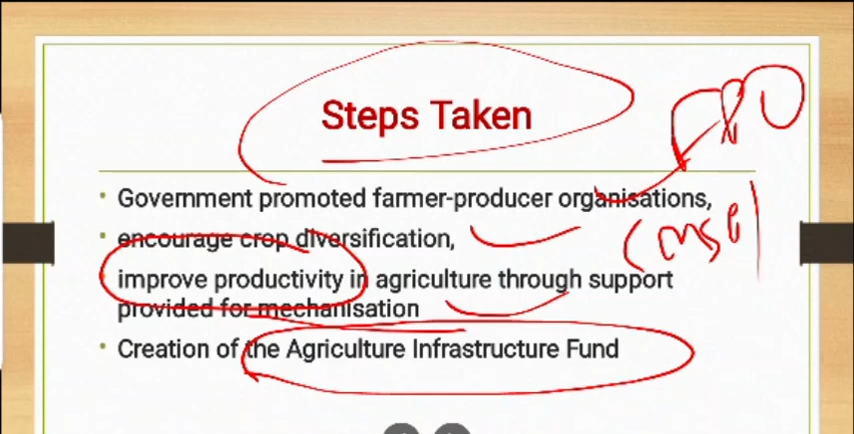 Steps Taken
FPO
• Government promoted farmer-producer organisations,
• encourage crop diversification,
improve productivity in agriculture through support
provided for mechanisation
• Creation of the Agriculture Infrastructure Fund